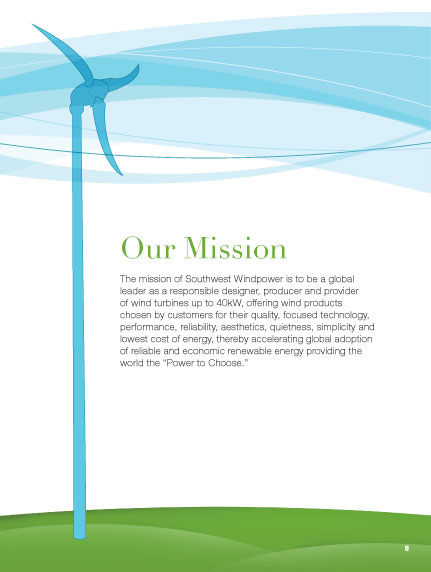 Our Mission
The mission of Southwest Windpower is to be a global
leader as a responsible designer, producer and provider
of wind turbines up to 40kW, offering wind products
chosen by customers for their quality, focused technology,
performance, reliability, aesthetics, quietness, simplicity and
lowest cost of energy, thereby accelerating global adoption
of reliable and economic renewable energy providing the
world the “Power to Choose.”
8